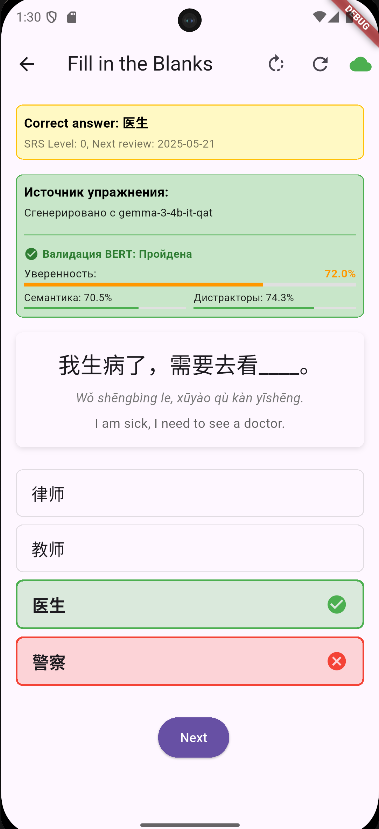 1:30
DEBUG
Fill in the Blanks
Correct answer: 医生
SRS Level: 0, Next review: 2025-05-21
Источник упражнения:
Сгенерировано с gemma-3-4b-it-qat
Валидация BERT: Пройдена
Уверенность: 72.0%
Семантика: 70.5% Дистракторы: 74.3%
我生病了，需要去看____。
Wǒ shēngbìng le, xūyào qù kàn yīshēng.
I am sick, I need to see a doctor.
律师
教师
医生
警察
Next